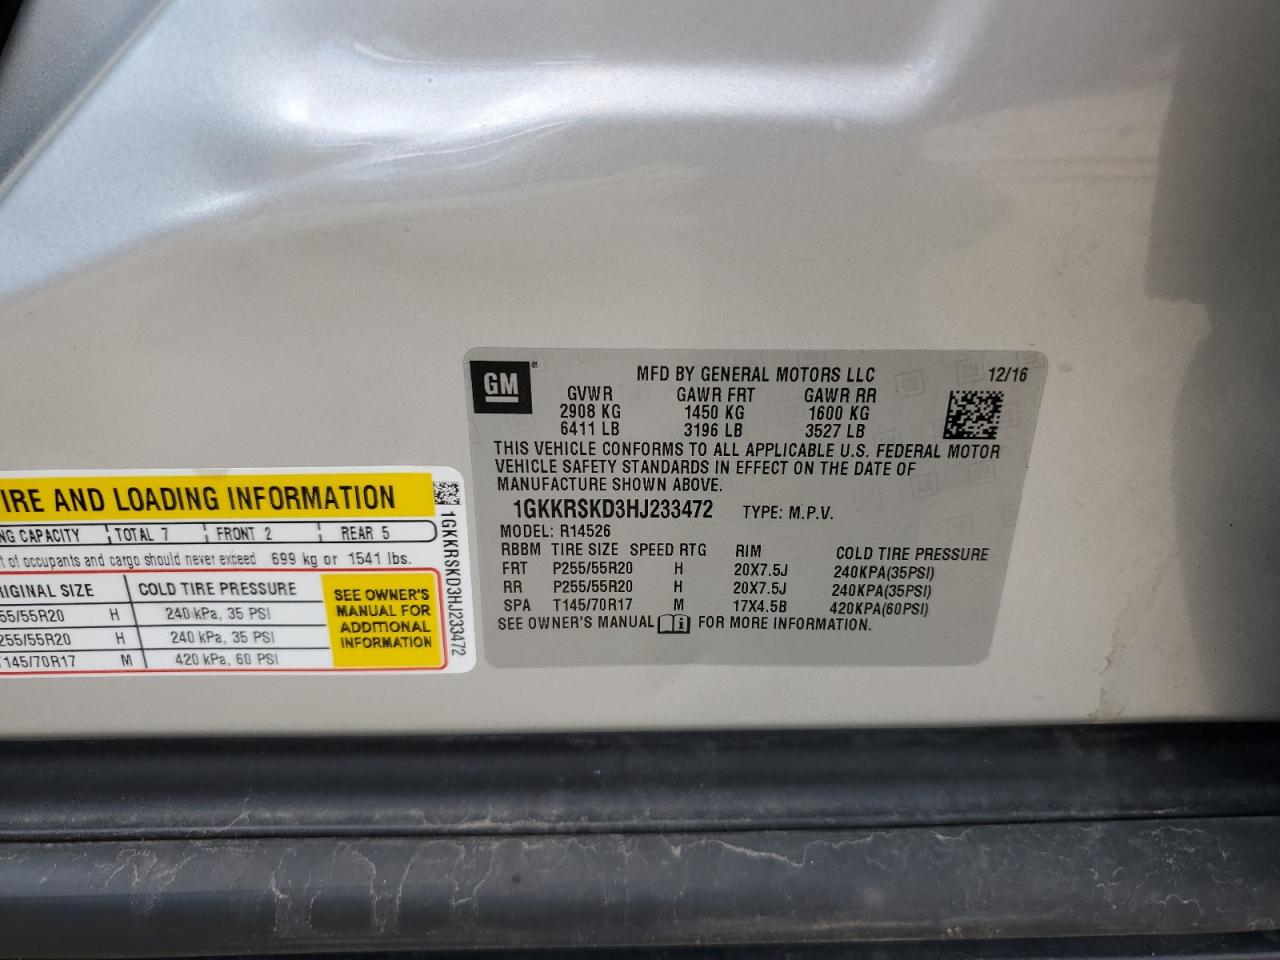 GM
MFD BY GENERAL MOTORS LLC 12/16
GVWR GAWR FRT GAWR RR
2908 KG 1450 KG 1600 KG
6411 LB 3196 LB 3527 LB
THIS VEHICLE CONFORMS TO ALL APPLICABLE U.S. FEDERAL MOTOR
VEHICLE SAFETY STANDARDS IN EFFECT ON THE DATE OF
MANUFACTURE SHOWN ABOVE.
1GKKRSKD3HJ233472 TYPE: M.P.V.
MODEL: R14526
RBBM TIRE SIZE SPEED RTG RIM COLD TIRE PRESSURE
FRT P255/55R20 H 20X7.5J 240KPA(35PSI)
RR P255/55R20 H 20X7.5J 240KPA(35PSI)
SPA T145/70R17 M 17X4.5B 420KPA(60PSI)
SEE OWNER'S MANUAL FOR MORE INFORMATION.
IRE AND LOADING INFORMATION
NG CAPACITY TOTAL 7 FRONT 2 REAR 5
t of occupants and cargo should never exceed 699 kg or 1541 lbs.
RIGINAL SIZE COLD TIRE PRESSURE
55/55R20 H 240 kPa, 35 PSI
255/55R20 H 240 kPa, 35 PSI
T145/70R17 M 420 kPa, 60 PSI
SEE OWNER'S
MANUAL FOR
ADDITIONAL
INFORMATION
1GKKRSKD3HJ233472